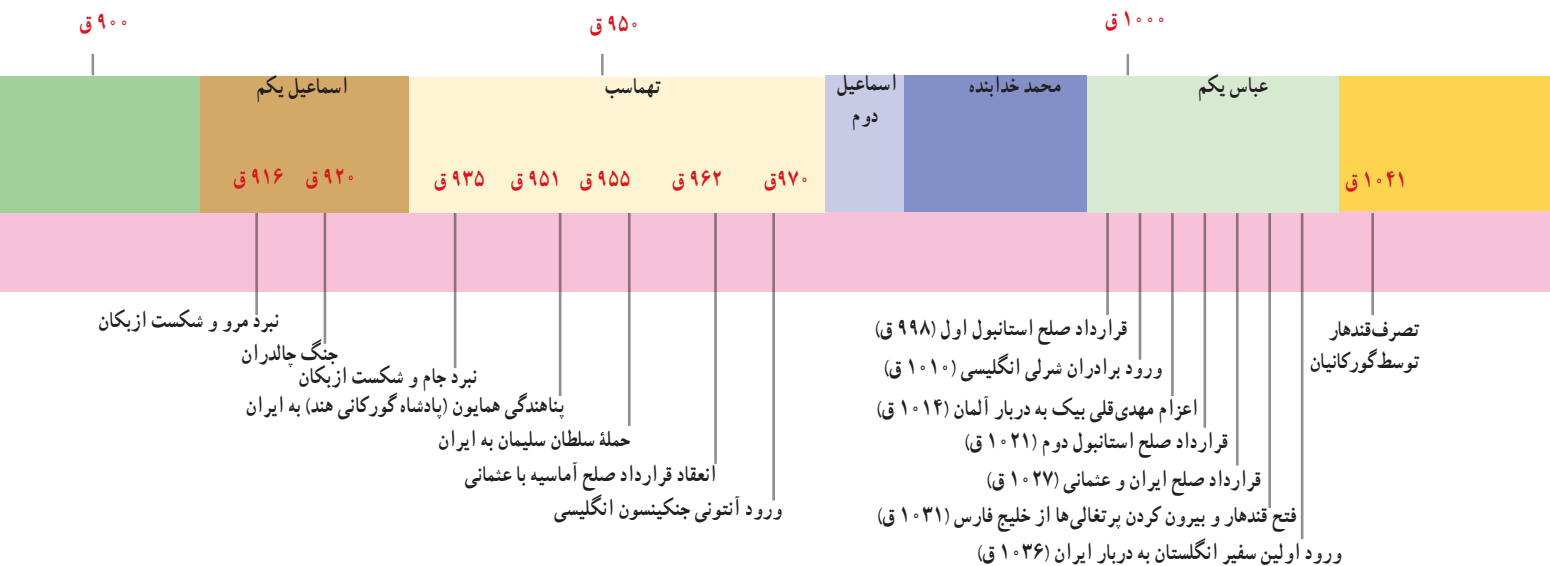 ۹۰۰ ق
۹۵۰ ق
۱۰۰۰ ق
اسماعیل یکم
تهماسب
اسماعیل
دوم
محمد خدابنده
عباس یکم
۹۱۶ ق
۹۲۰ ق
۹۳۵ ق
۹۵۱ ق
۹۵۵ ق
۹۶۲ ق
۹۷۰ق
۱۰۴۱ ق
نبرد مرو و شکست ازبکان
جنگ چالدران
نبرد جام و شکست ازبکان
پناهندگی همایون (پادشاه گورکانی هند) به ایران
حملهٔ سلطان سلیمان به ایران
انعقاد قرارداد صلح آماسیه با عثمانی
ورود آنتونی جنکینسون انگلیسی
قرارداد صلح استانبول اول (۹۹۸ ق)
ورود برادران شرلی انگلیسی (۱۰۱۰ ق)
اعزام مهدی‌قلی بیک به دربار آلمان (۱۰۱۴ ق)
قرارداد صلح استانبول دوم (۱۰۲۱ ق)
قرارداد صلح ایران و عثمانی (۱۰۲۷ ق)
فتح قندهار و بیرون کردن پرتغالی‌ها از خلیج فارس (۱۰۳۱ ق)
ورود اولین سفیر انگلستان به دربار ایران (۱۰۳۶ ق)
تصرف‌قندهار
توسط‌گورکانیان